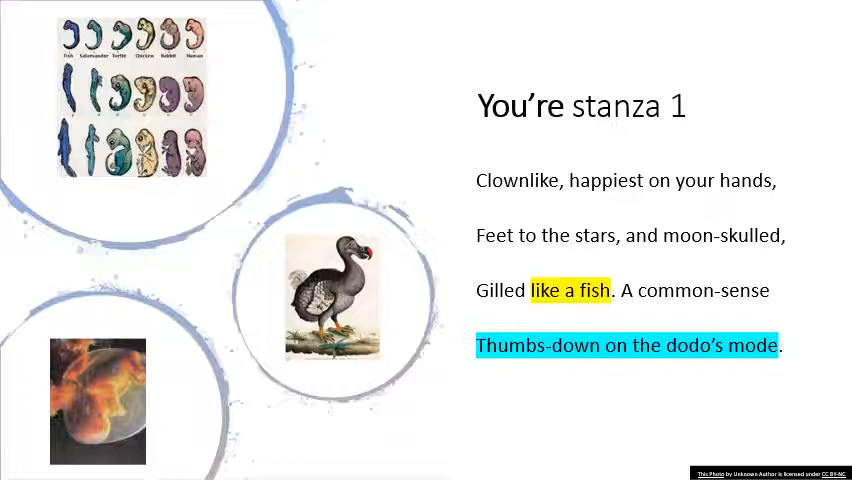 Fish Salamander Turtle Chicken Rabbit Human
You're stanza 1
Clownlike, happiest on your hands,
Feet to the stars, and moon-skulled,
Gilled like a fish. A common-sense
Thumbs-down on the dodo's mode.
This Photo by Unknown Author is licensed under CC BY-NC